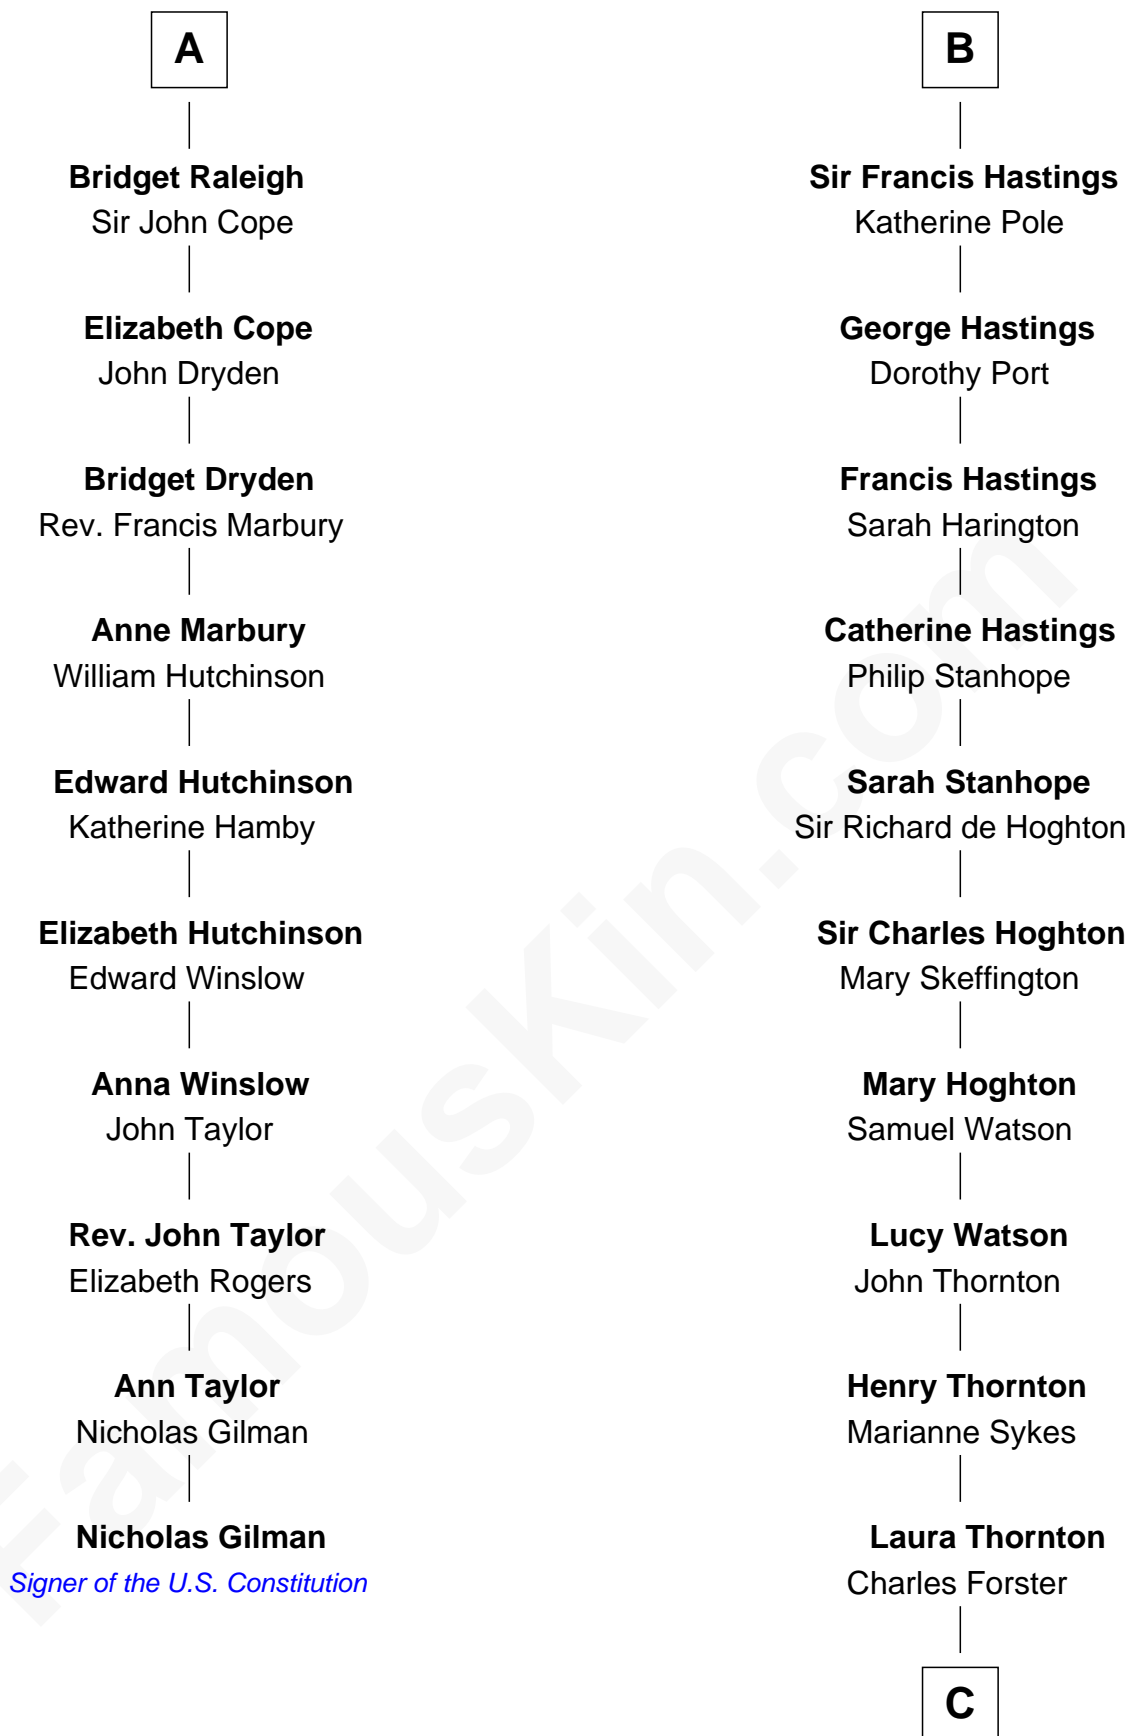 A
Bridget Raleigh
Sir John Cope
Elizabeth Cope
John Dryden
Bridget Dryden
Rev. Francis Marbury
Anne Marbury
William Hutchinson
Edward Hutchinson
Katherine Hamby
Elizabeth Hutchinson
Edward Winslow
Anna Winslow
John Taylor
Rev. John Taylor
Elizabeth Rogers
Ann Taylor
Nicholas Gilman
Nicholas Gilman
Signer of the U.S. Constitution
B
Sir Francis Hastings
Katherine Pole
George Hastings
Dorothy Port
Francis Hastings
Sarah Harington
Catherine Hastings
Philip Stanhope
Sarah Stanhope
Sir Richard de Hoghton
Sir Charles Hoghton
Mary Skeffington
Mary Hoghton
Samuel Watson
Lucy Watson
John Thornton
Henry Thornton
Marianne Sykes
Laura Thornton
Charles Forster
C
FamousKin.com